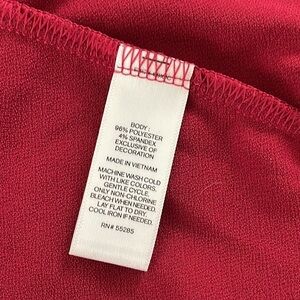 BODY:
96% POLYESTER
4% SPANDEX
EXCLUSIVE OF
DECORATION
MADE IN VIETNAM
MACHINE WASH COLD
WITH LIKE COLORS.
GENTLE CYCLE.
ONLY NON-CHLORINE
BLEACH WHEN NEEDED.
LAY FLAT TO DRY.
COOL IRON IF NEEDED.
RN# 55285